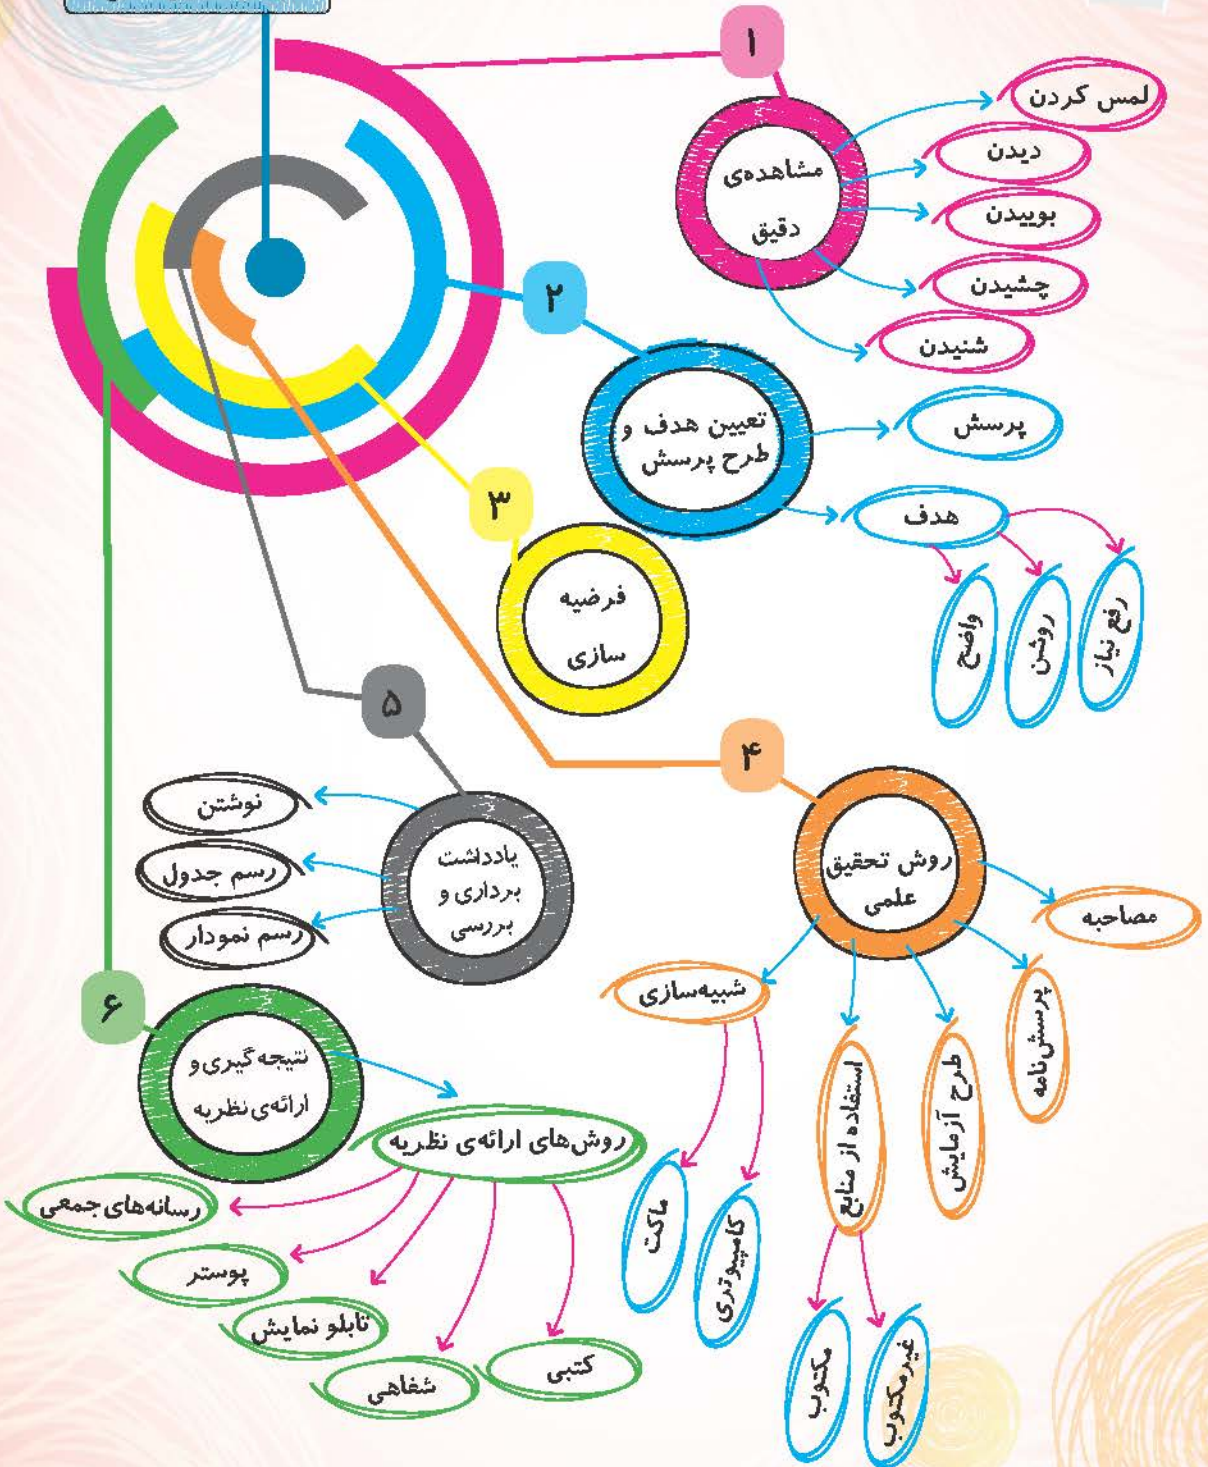 ۱
مشاهده‌ی
دقیق
لمس کردن
دیدن
بوییدن
چشیدن
شنیدن
۲
تعیین هدف و
طرح پرسش
پرسش
هدف
رفع نیاز
روشن
واضح
۳
فرضیه
سازی
۴
روش تحقیق
علمی
مصاحبه
پرسش‌نامه
طرح آزمایش
استفاده از منابع
غیرمکتوب
مکتوب
شبیه‌سازی
کامپیوتری
ماکت
۵
یادداشت
برداری و
بررسی
نوشتن
رسم جدول
رسم نمودار
۶
نتیجه‌گیری و
ارائه‌ی نظریه
روش‌های ارائه‌ی نظریه
رسانه‌های جمعی
پوستر
تابلو نمایش
شفاهی
کتبی